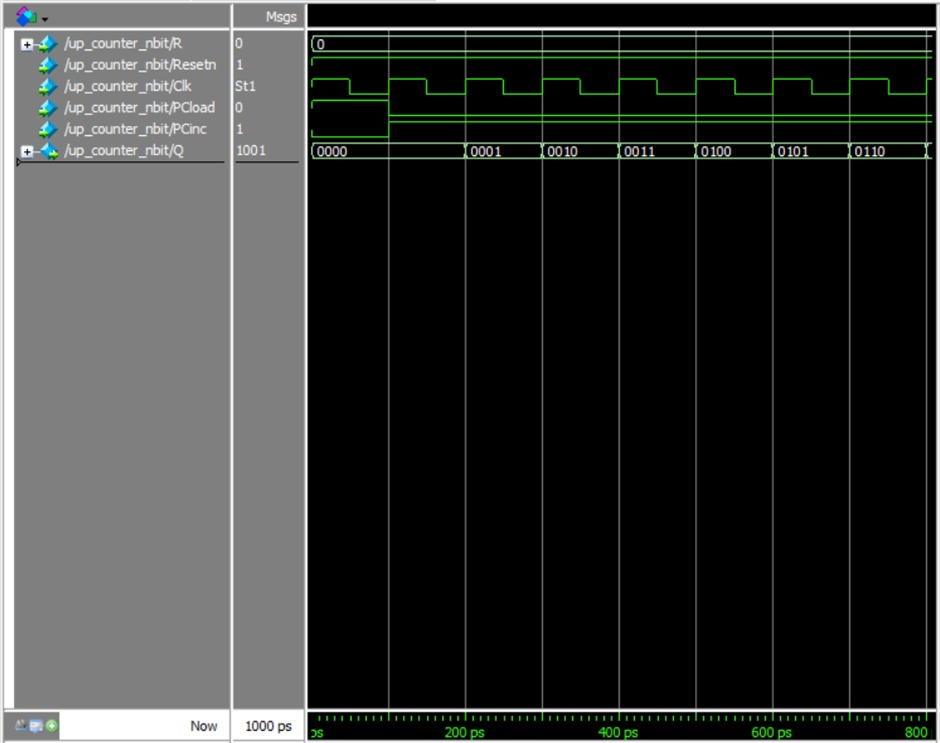 Msgs
/up_counter_nbit/R 0 0
/up_counter_nbit/Resetn 1
/up_counter_nbit/Clk St1
/up_counter_nbit/PCload 0
/up_counter_nbit/PCinc 1
/up_counter_nbit/Q 1001 0000 0001 0010 0011 0100 0101 0110
Now 1000 ps ps 200 ps 400 ps 600 ps 800